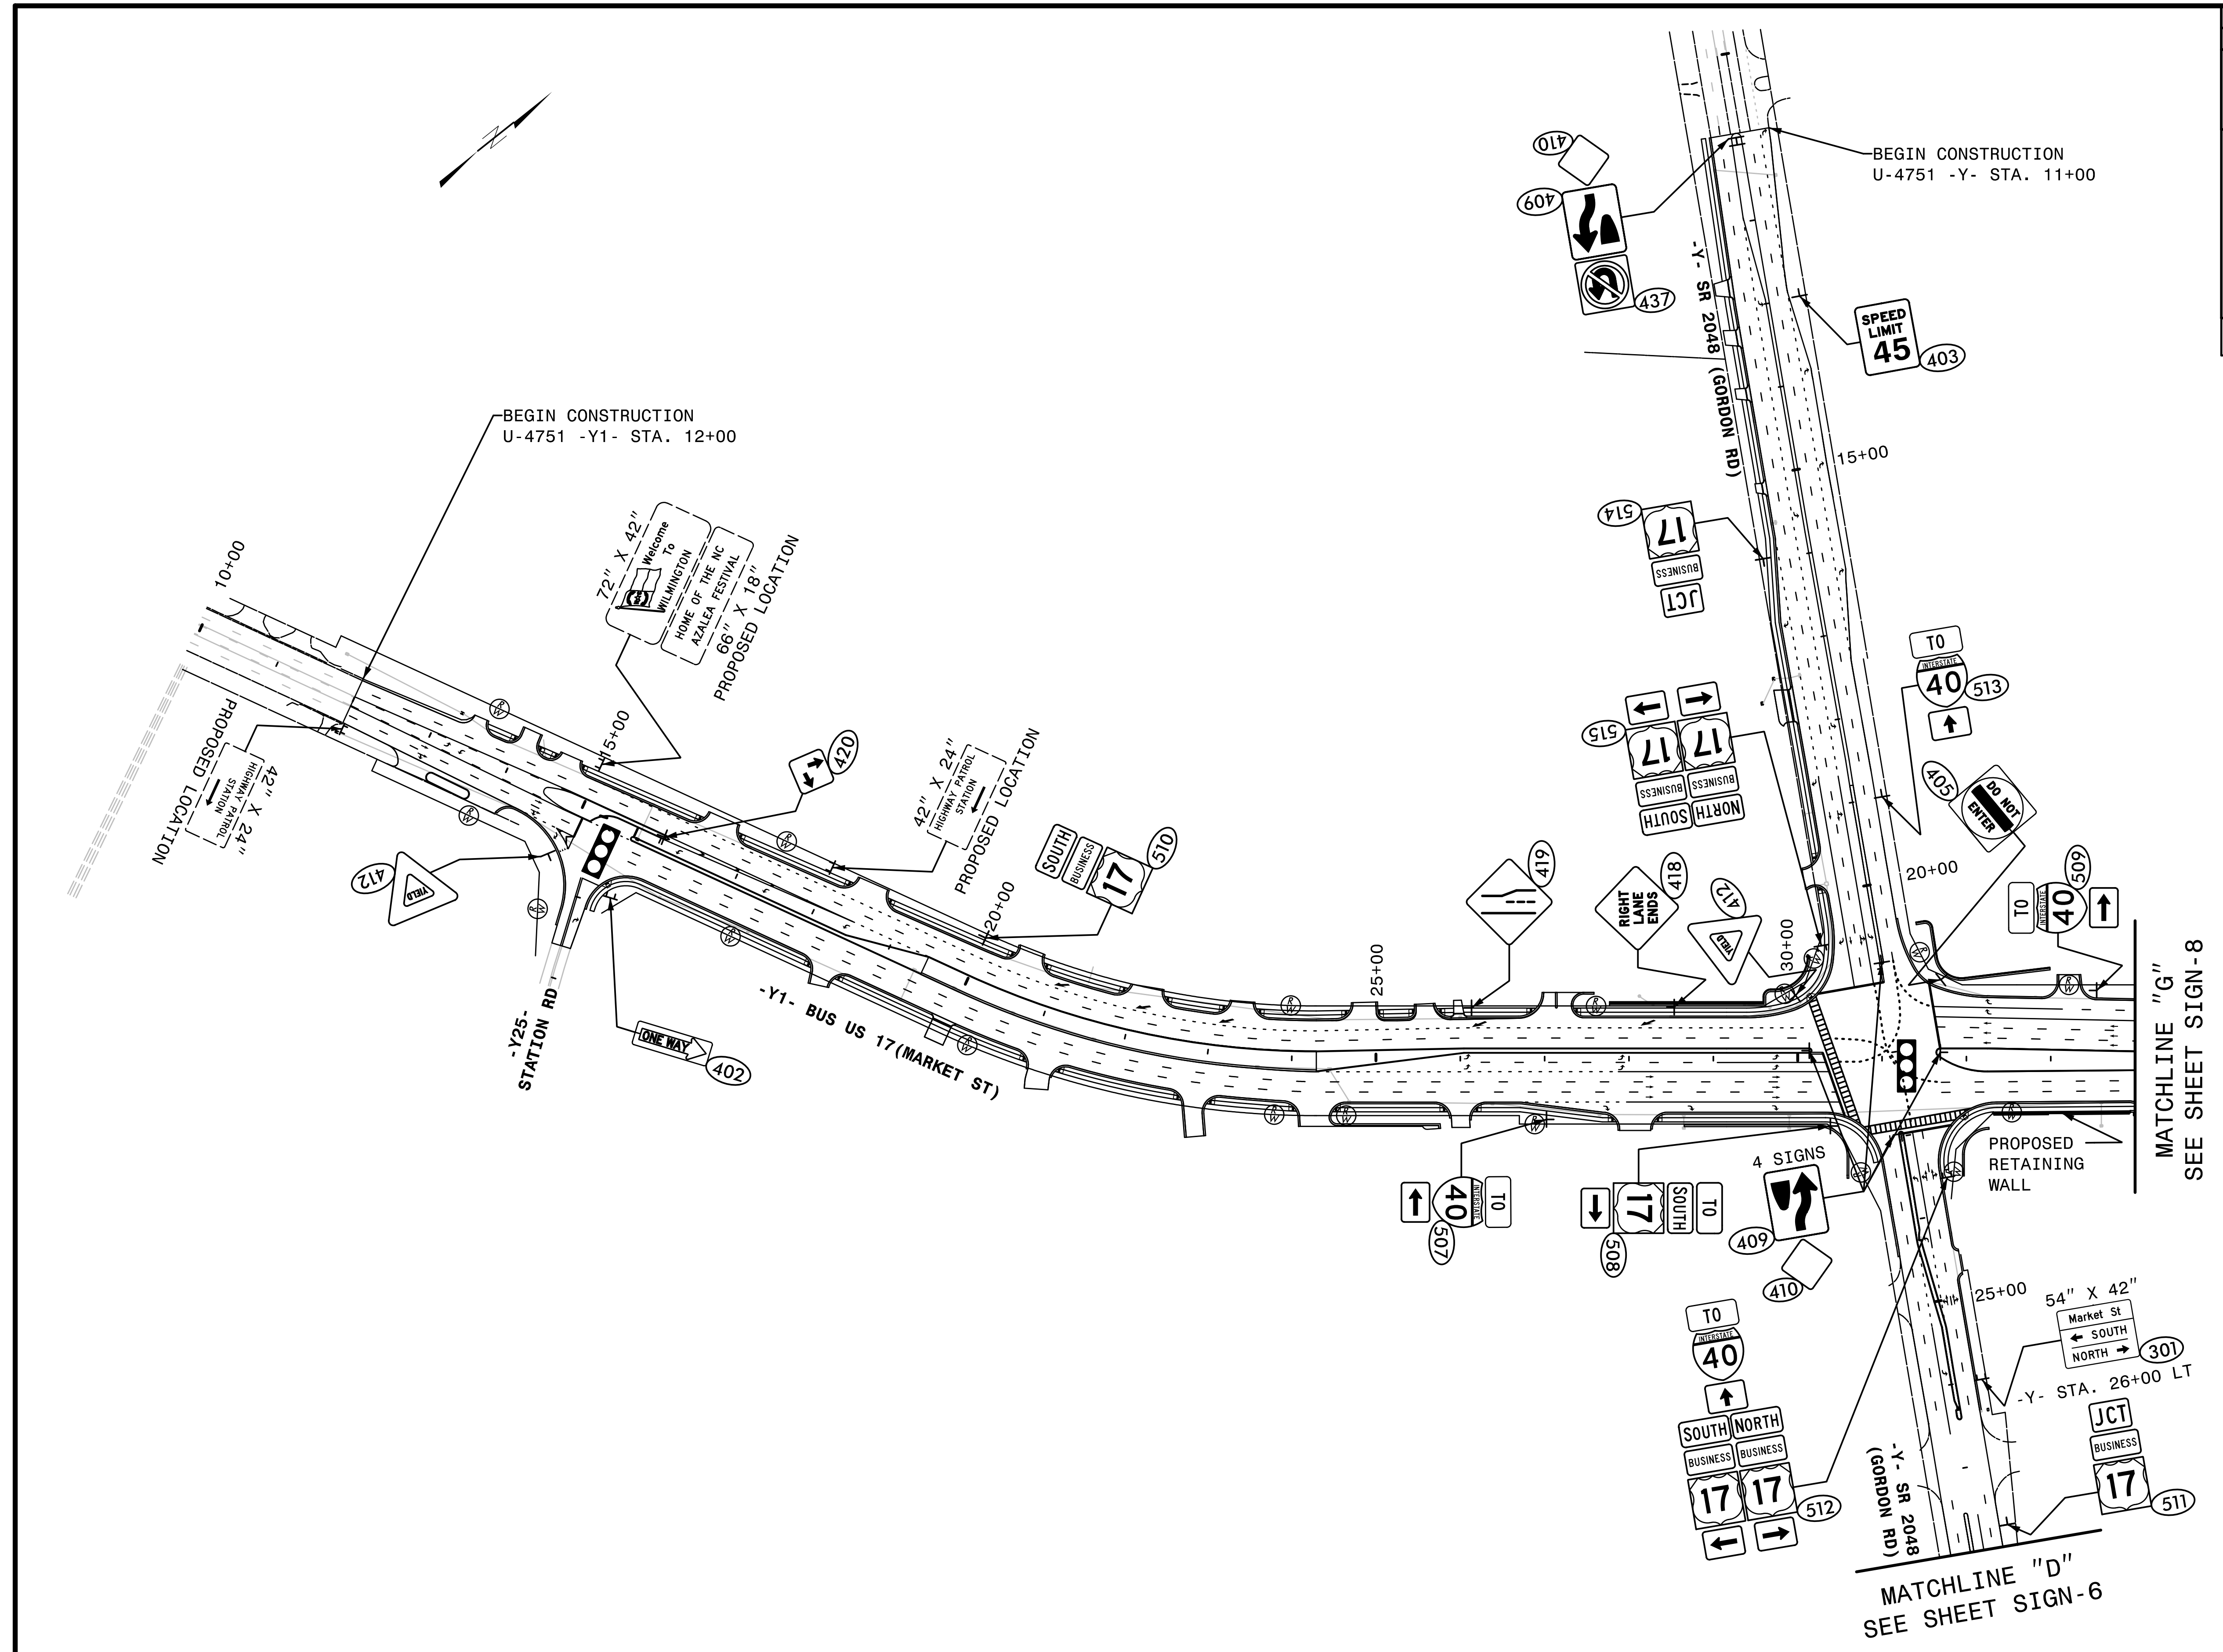 BEGIN CONSTRUCTION
U-4751 -Y- STA. 11+00
410
409
437
-Y- SR 2048 (GORDON RD)
SPEED
LIMIT
45
403
BEGIN CONSTRUCTION
U-4751 -Y1- STA. 12+00
15+00
10+00
72" X 42"
Welcome
To
WILMINGTON
HOME OF THE NC
AZALEA FESTIVAL
66" X 18"
PROPOSED LOCATION
514
17
BUSINESS
JCT
TO
INTERSTATE
40
513
R/W
15+00
420
PROPOSED LOCATION
HIGHWAY PATROL
STATION
42" X 24"
42" X 24"
HIGHWAY PATROL
STATION
PROPOSED LOCATION
515
17
17
BUSINESS
BUSINESS
SOUTH
NORTH
405
DO NOT
ENTER
R/W
R/W
412
YIELD
SOUTH
BUSINESS
17
510
20+00
419
RIGHT
LANE
ENDS
418
412
YIELD
20+00
TO
INTERSTATE
40
509
R/W
R/W
25+00
30+00
R/W
R/W
R/W
R/W
R/W
R/W
MATCHLINE "G"
SEE SHEET SIGN-8
-Y25-
STATION RD
ONE WAY
402
-Y1- BUS US 17(MARKET ST)
R/W
R/W
R/W
R/W
R/W
PROPOSED
RETAINING
WALL
4 SIGNS
R/W
R/W
40
INTERSTATE
TO
507
17
SOUTH
TO
508
409
410
25+00
54" X 42"
Market St
SOUTH
NORTH
301
-Y- STA. 26+00 LT
TO
INTERSTATE
40
SOUTH
NORTH
BUSINESS
BUSINESS
17
17
512
JCT
BUSINESS
17
511
-Y- SR 2048
(GORDON RD)
MATCHLINE "D"
SEE SHEET SIGN-6